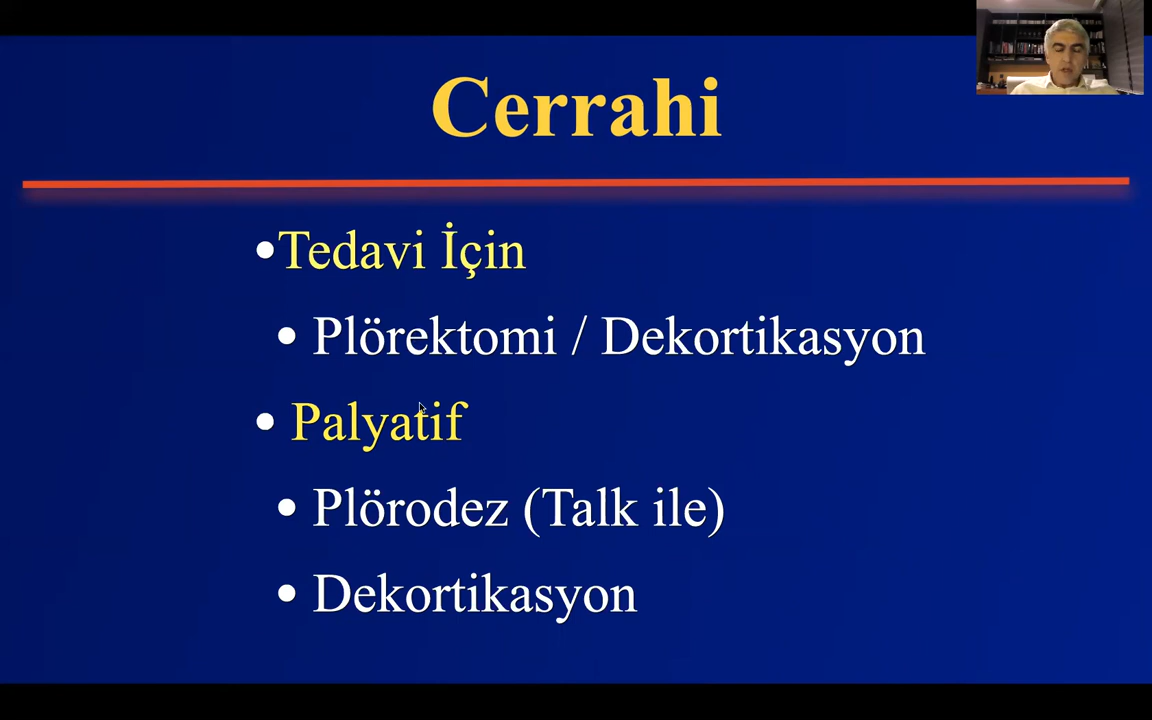 Cerrahi
•Tedavi İçin
• Plörektomi / Dekortikasyon
• Palyatif
• Plörodez (Talk ile)
• Dekortikasyon